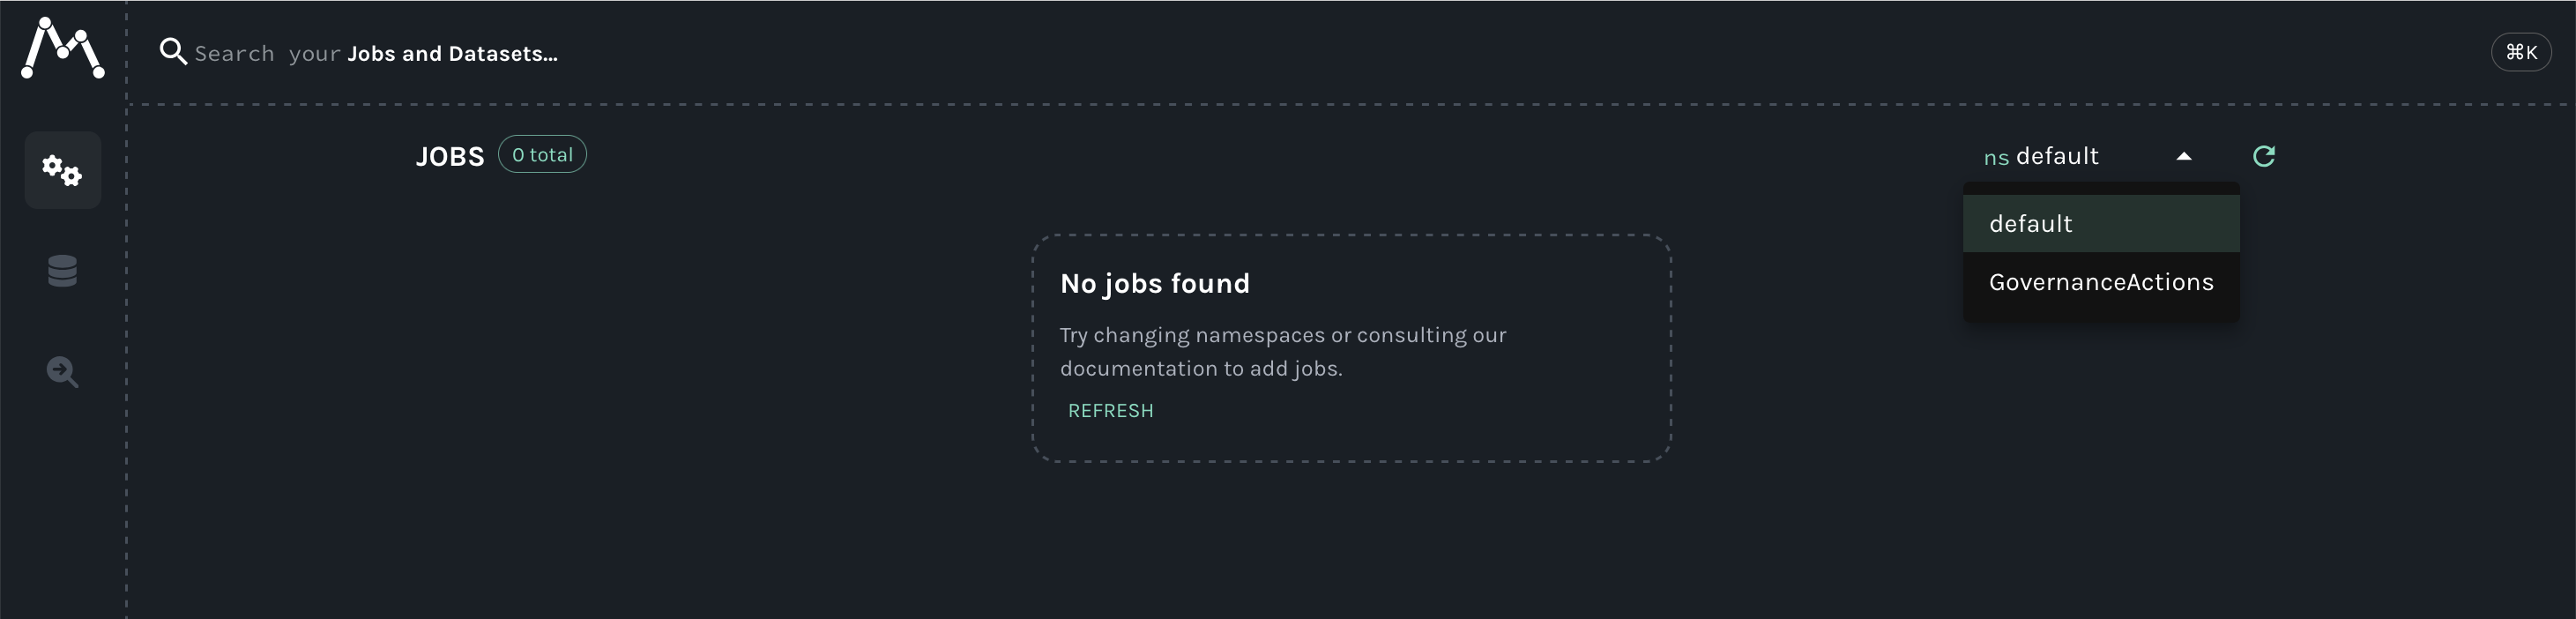 Search your Jobs and Datasets...
⌘K
JOBS 0 total
ns default
default
GovernanceActions
No jobs found
Try changing namespaces or consulting our
documentation to add jobs.
REFRESH